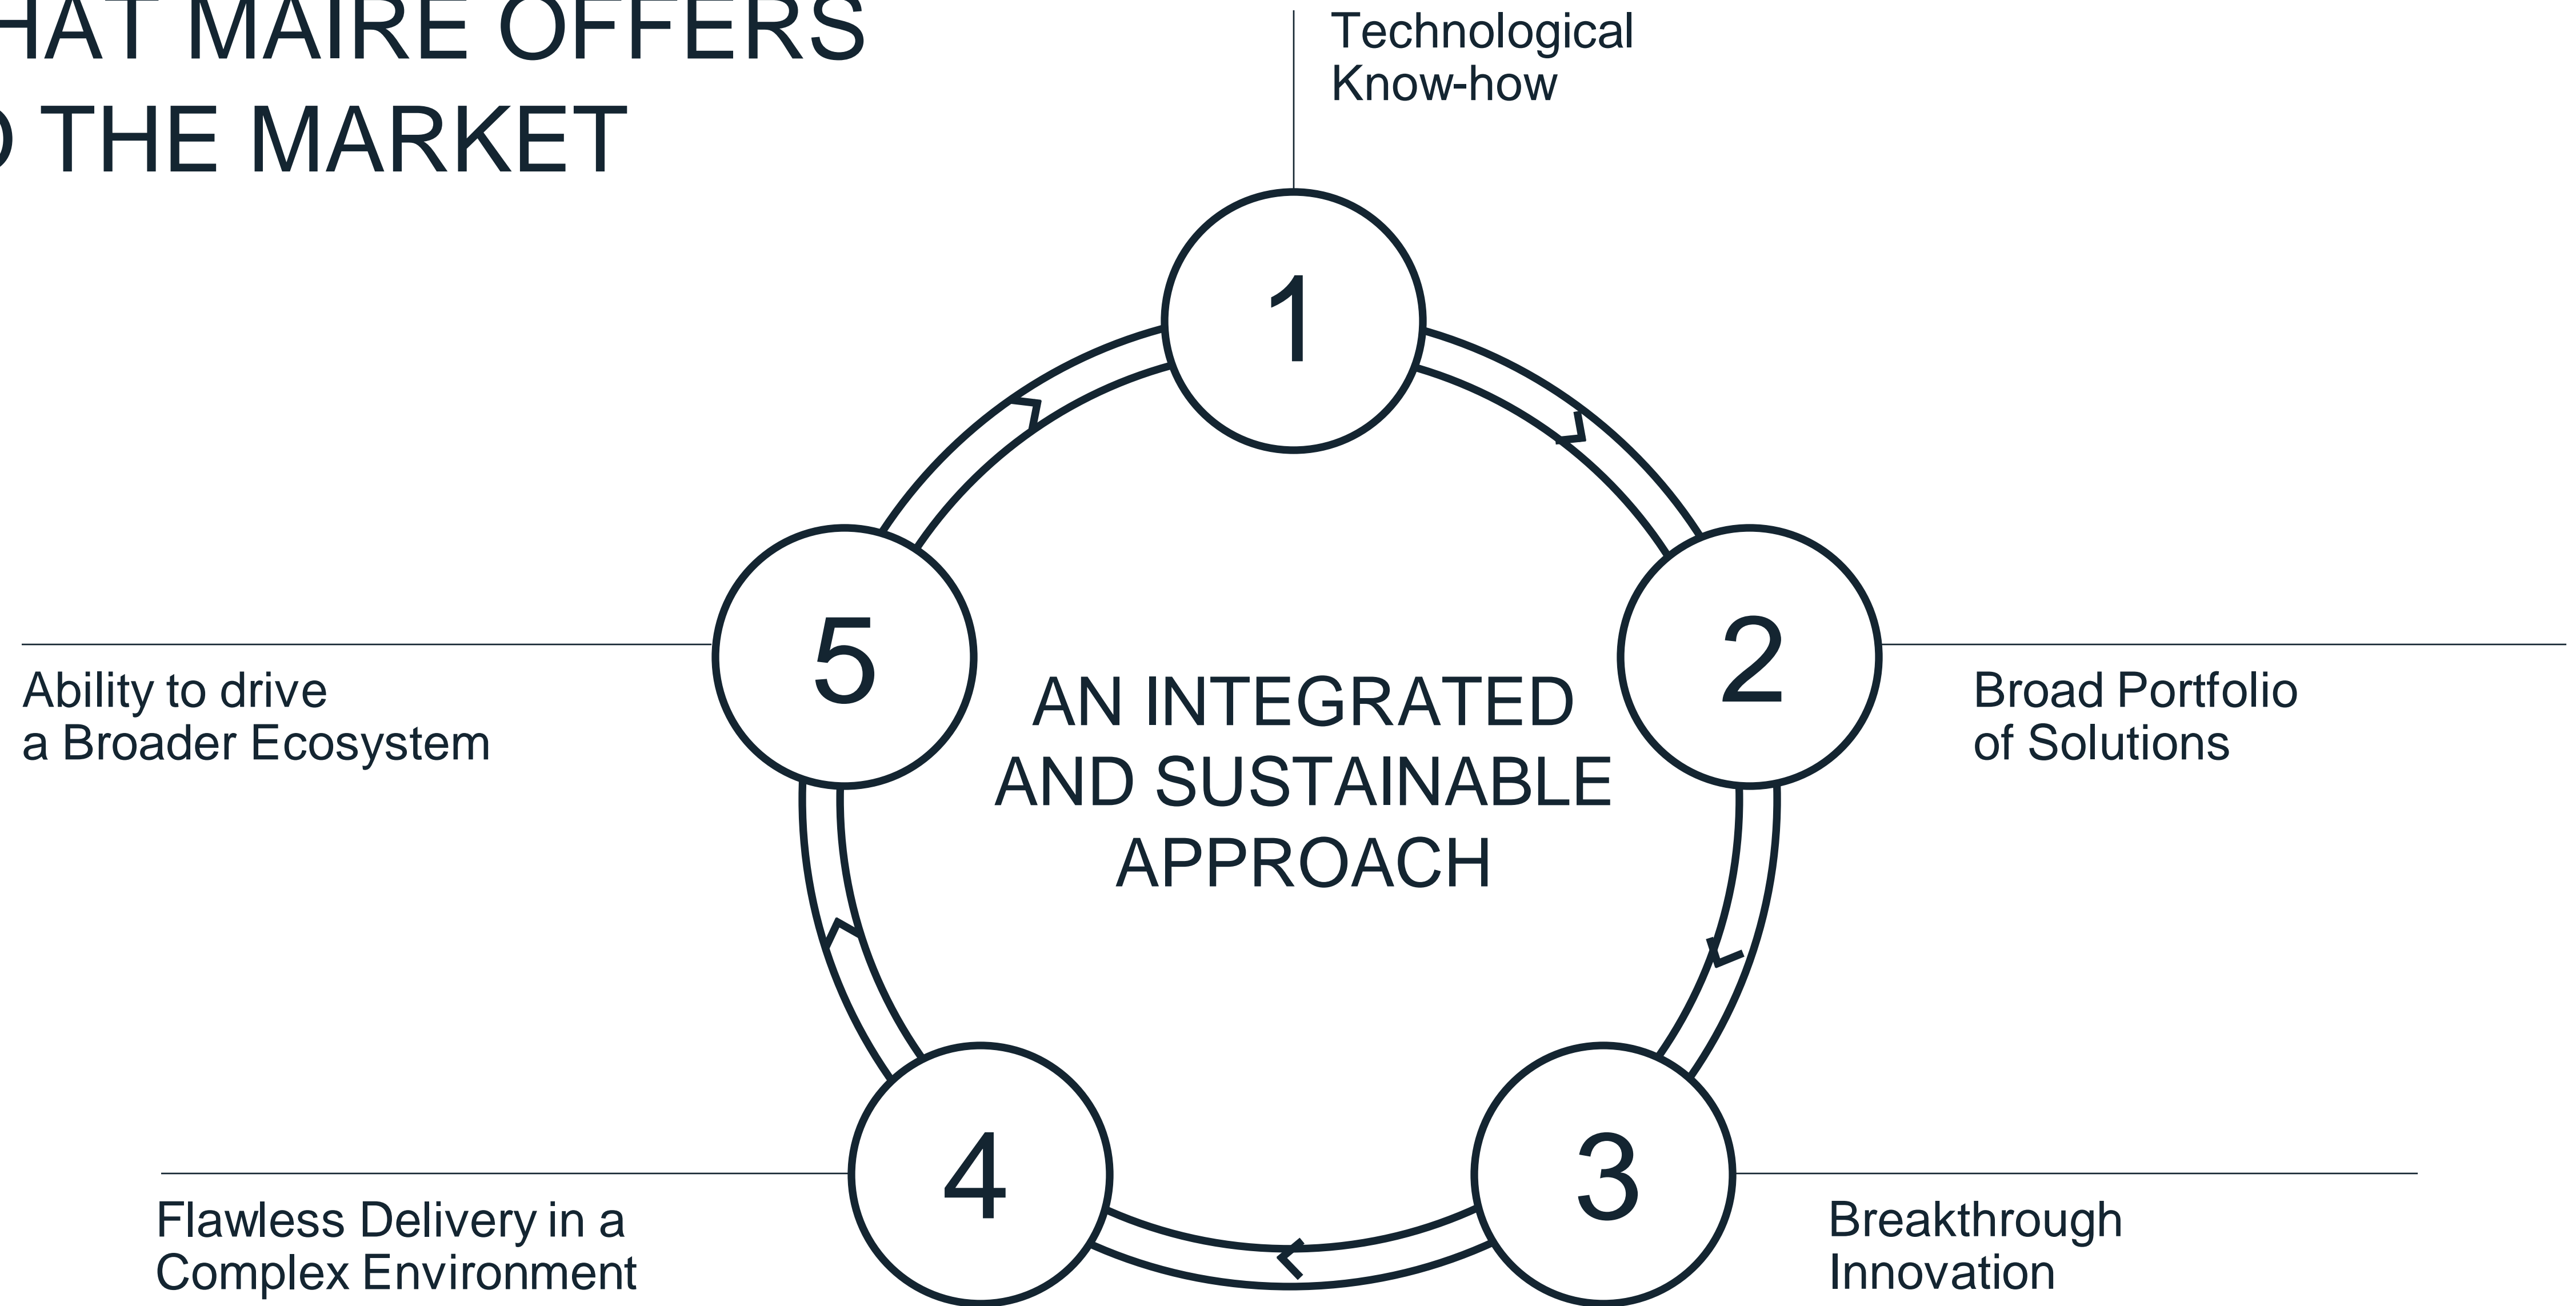 HAT MAIRE OFFERS
THE MARKET
Technological
Know-how
1
5
2
AN INTEGRATED
AND SUSTAINABLE
APPROACH
Ability to drive
a Broader Ecosystem
Broad Portfolio
of Solutions
4
3
Flawless Delivery in a
Complex Environment
Breakthrough
Innovation